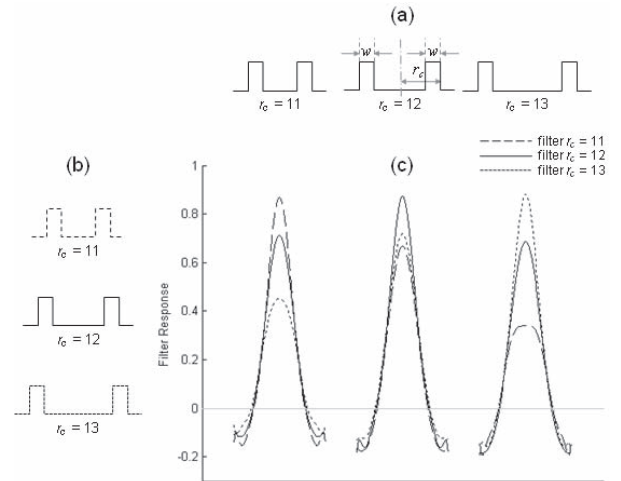 (a)
w
w
r_c
r_c = 11
r_c = 12
r_c = 13
filter r_c = 11
filter r_c = 12
filter r_c = 13
(b)
(c)
r_c = 11
r_c = 12
r_c = 13
Filter Response
1
0.8
0.6
0.4
0.2
0
-0.2